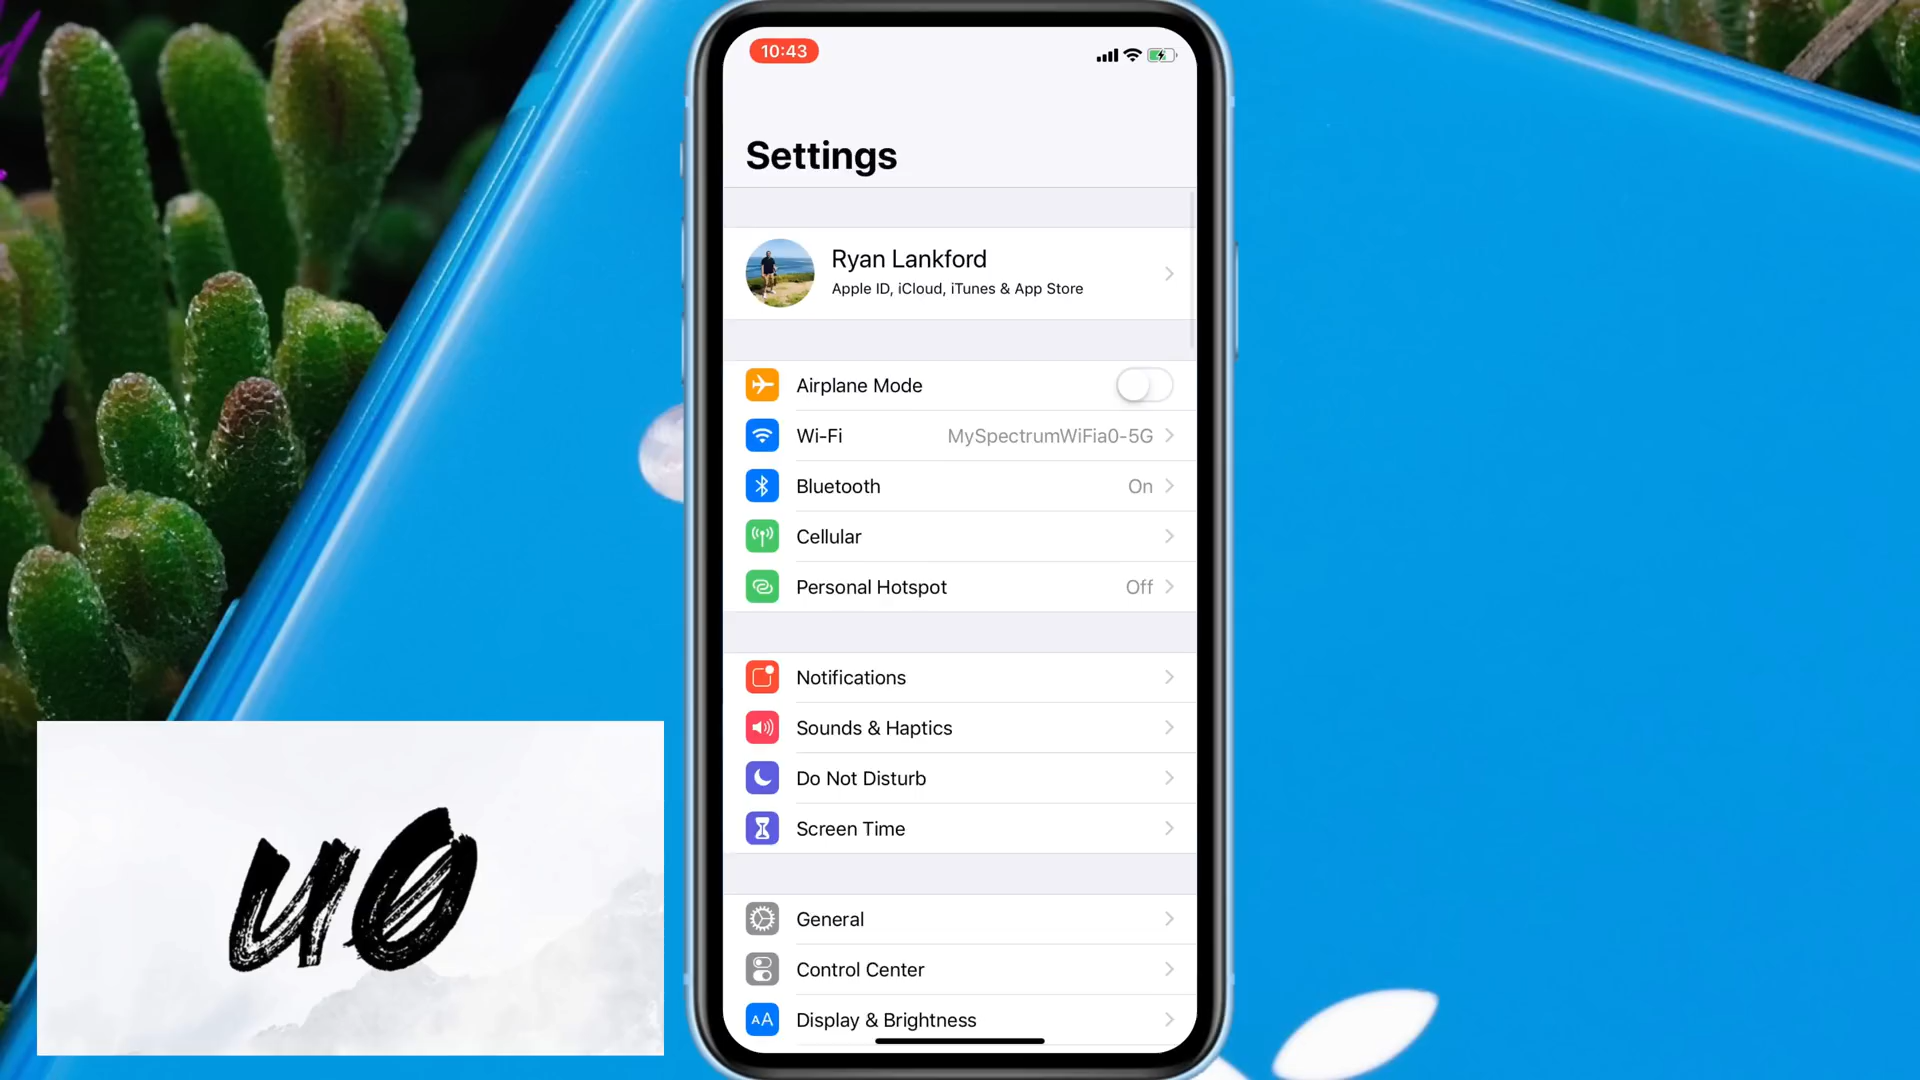 10:43
Settings
Ryan Lankford
Apple ID, iCloud, iTunes & App Store
Airplane Mode
Wi-Fi MySpectrumWiFia0-5G
Bluetooth On
Cellular
Personal Hotspot Off
Notifications
Sounds & Haptics
Do Not Disturb
Screen Time
General
Control Center
AA Display & Brightness
uO